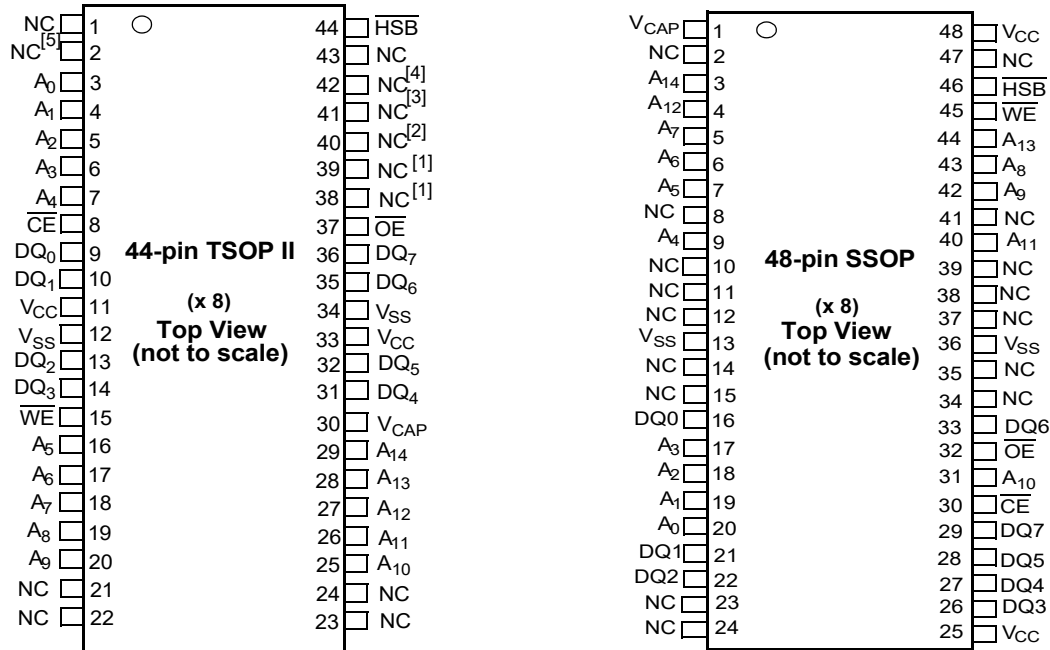 NC 1 44 HSB
NC[5] 2 43 NC
A0 3 42 NC[4]
A1 4 41 NC[3]
A2 5 40 NC[2]
A3 6 39 NC[1]
A4 7 38 NC[1]
CE 8 37 OE
DQ0 9 36 DQ7
DQ1 10 35 DQ6
VCC 11 34 VSS
VSS 12 33 VCC
DQ2 13 32 DQ5
DQ3 14 31 DQ4
WE 15 30 VCAP
A5 16 29 A14
A6 17 28 A13
A7 18 27 A12
A8 19 26 A11
A9 20 25 A10
NC 21 24 NC
NC 22 23 NC
44-pin TSOP II
(x 8)
Top View
(not to scale)
VCAP 1 48 VCC
NC 2 47 NC
A14 3 46 HSB
A12 4 45 WE
A7 5 44 A13
A6 6 43 A8
A5 7 42 A9
NC 8 41 NC
A4 9 40 A11
NC 10 39 NC
NC 11 38 NC
NC 12 37 NC
VSS 13 36 VSS
NC 14 35 NC
NC 15 34 NC
DQ0 16 33 DQ6
A3 17 32 OE
A2 18 31 A10
A1 19 30 CE
A0 20 29 DQ7
DQ1 21 28 DQ5
DQ2 22 27 DQ4
NC 23 26 DQ3
NC 24 25 VCC
48-pin SSOP
(x 8)
Top View
(not to scale)